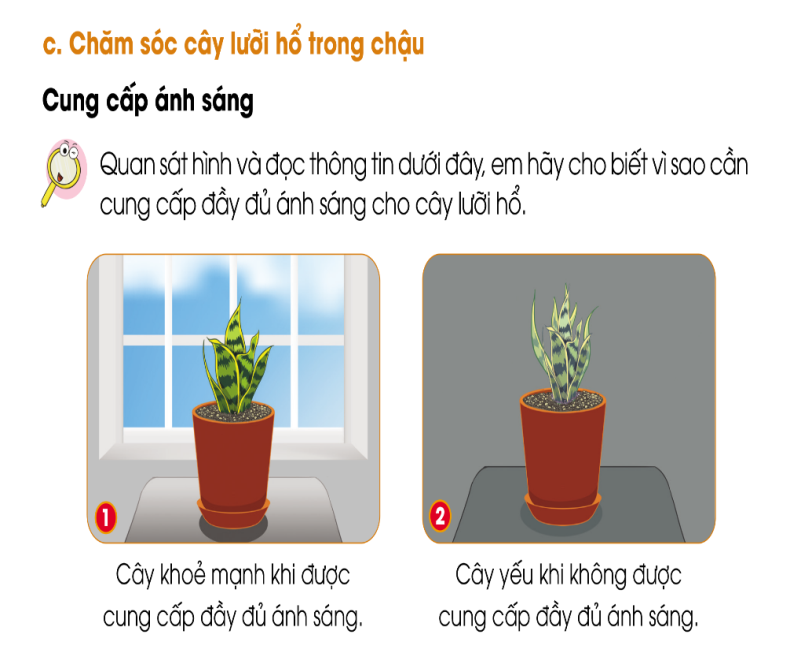 c. Chăm sóc cây lưỡi hổ trong chậu
Cung cấp ánh sáng
Quan sát hình và đọc thông tin dưới đây, em hãy cho biết vì sao cần
cung cấp đầy đủ ánh sáng cho cây lưỡi hổ.
1
2
Cây khoẻ mạnh khi được
cung cấp đầy đủ ánh sáng.
Cây yếu khi không được
cung cấp đầy đủ ánh sáng.